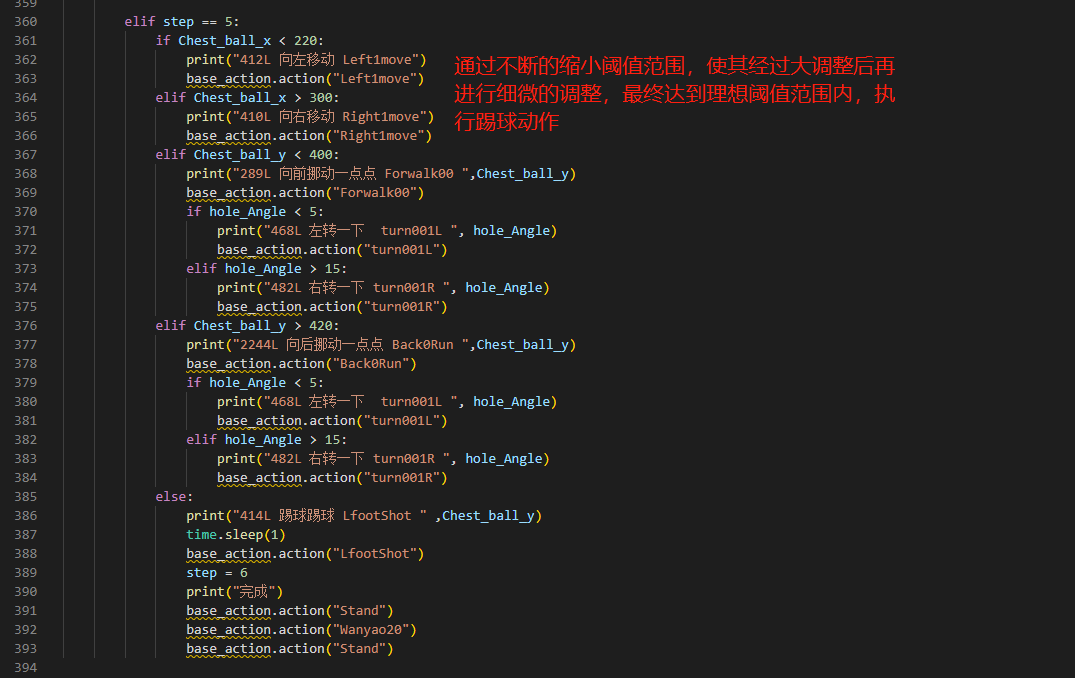 359
360 elif step == 5:
361 if Chest_ball_x < 220:
362 print("412L 向左移动 Left1move")
363 base_action.action("Left1move")
364 elif Chest_ball_x > 300:
365 print("410L 向右移动 Right1move")
366 base_action.action("Right1move")
367 elif Chest_ball_y < 400:
368 print("289L 向前挪动一点点 Forwalk00 ",Chest_ball_y)
369 base_action.action("Forwalk00")
370 if hole_Angle < 5:
371 print("468L 左转一下  turn001L ", hole_Angle)
372 base_action.action("turn001L")
373 elif hole_Angle > 15:
374 print("482L 右转一下 turn001R ", hole_Angle)
375 base_action.action("turn001R")
376 elif Chest_ball_y > 420:
377 print("2244L 向后挪动一点点 Back0Run ",Chest_ball_y)
378 base_action.action("Back0Run")
379 if hole_Angle < 5:
380 print("468L 左转一下  turn001L ", hole_Angle)
381 base_action.action("turn001L")
382 elif hole_Angle > 15:
383 print("482L 右转一下 turn001R ", hole_Angle)
384 base_action.action("turn001R")
385 else:
386 print("414L 踢球踢球 LfootShot " ,Chest_ball_y)
387 time.sleep(1)
388 base_action.action("LfootShot")
389 step = 6
390 print("完成")
391 base_action.action("Stand")
392 base_action.action("Wanyao20")
393 base_action.action("Stand")
394
通过不断的缩小阈值范围，使其经过大调整后再
进行细微的调整，最终达到理想阈值范围内，执
行踢球动作